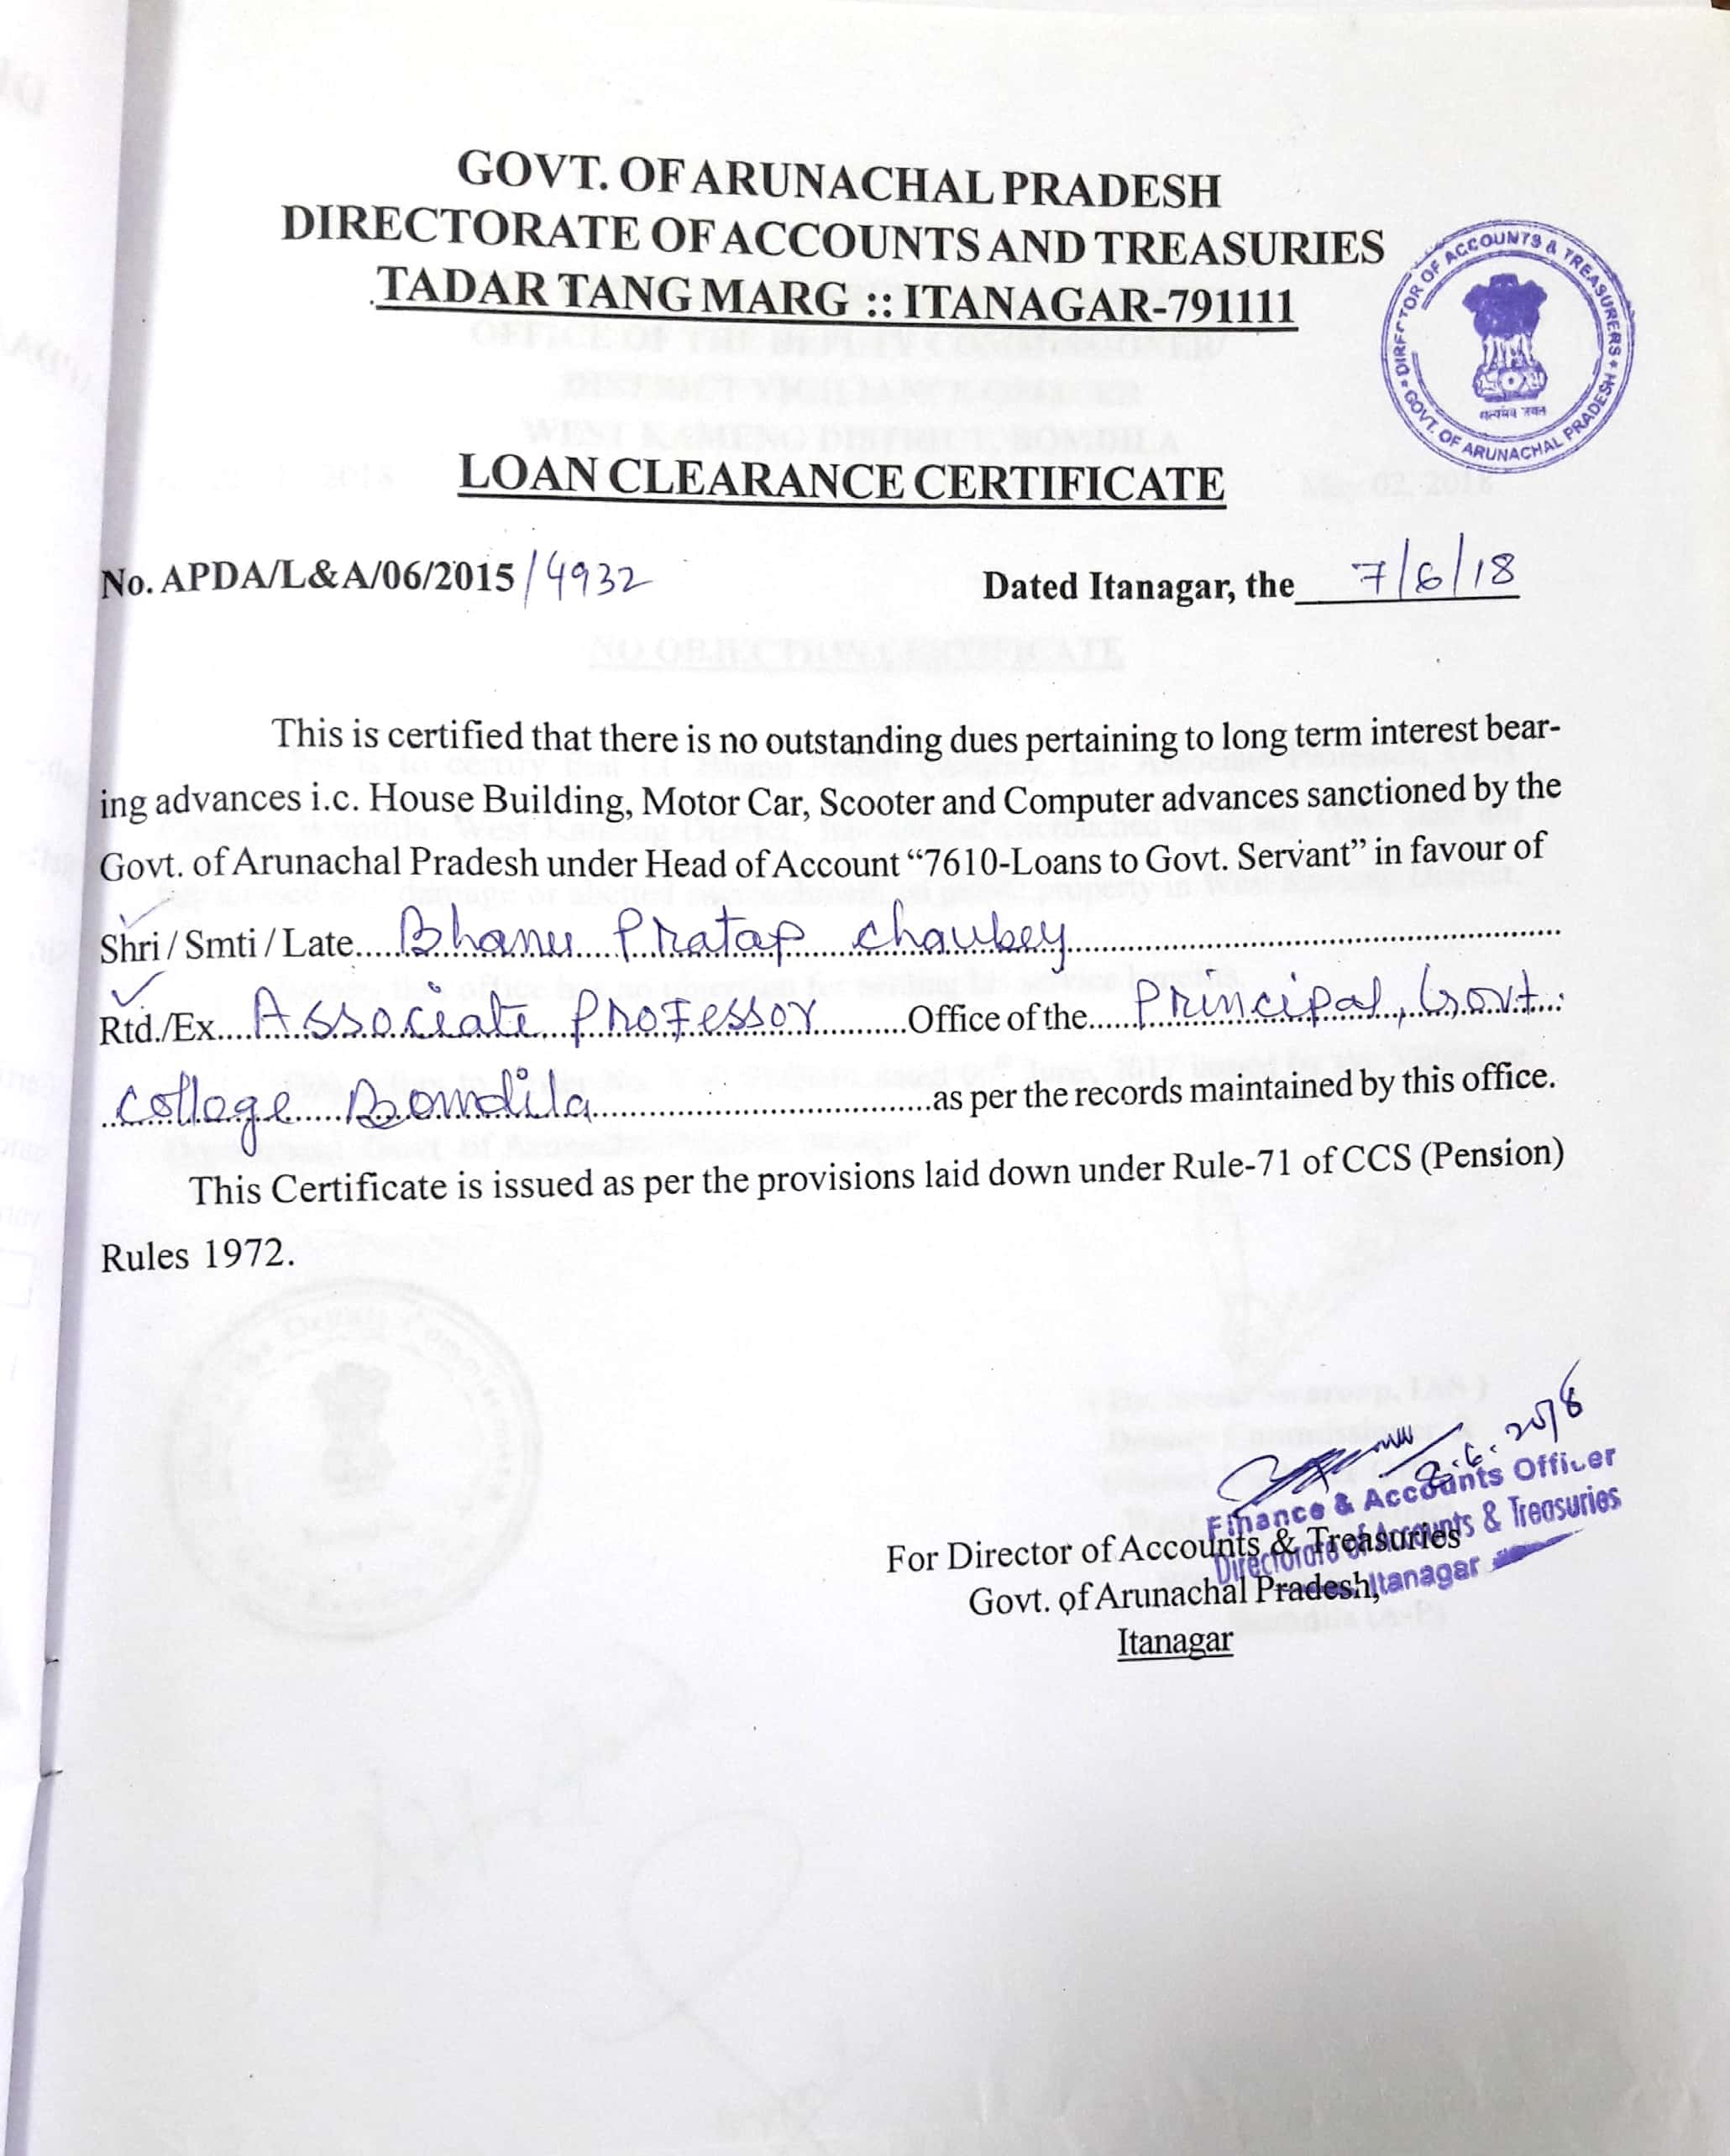 GOVT. OF ARUNACHAL PRADESH
DIRECTORATE OF ACCOUNTS AND TREASURIES
TADAR TANG MARG :: ITANAGAR-791111
DIRECTOR OF ACCOUNTS & TREASURERS
GOVT. OF ARUNACHAL PRADESH
सत्यमेव जयते
LOAN CLEARANCE CERTIFICATE
No. APDA/L&A/06/2015/4932 Dated Itanagar, the 7/6/18
This is certified that there is no outstanding dues pertaining to long term interest bear-
ing advances i.c. House Building, Motor Car, Scooter and Computer advances sanctioned by the
Govt. of Arunachal Pradesh under Head of Account “7610-Loans to Govt. Servant” in favour of
Shri / Smti / Late....Bhanu Pratap Chaubey....
Rtd./Ex....Associate Professor....Office of the....Principal, Govt.
College Bomdila....as per the records maintained by this office.
This Certificate is issued as per the provisions laid down under Rule-71 of CCS (Pension)
Rules 1972.
8.6.2018
Finance & Accounts Officer
Directorate of Accounts & Treasuries
Itanagar
For Director of Accounts & Treasuries
Govt. of Arunachal Pradesh,
Itanagar